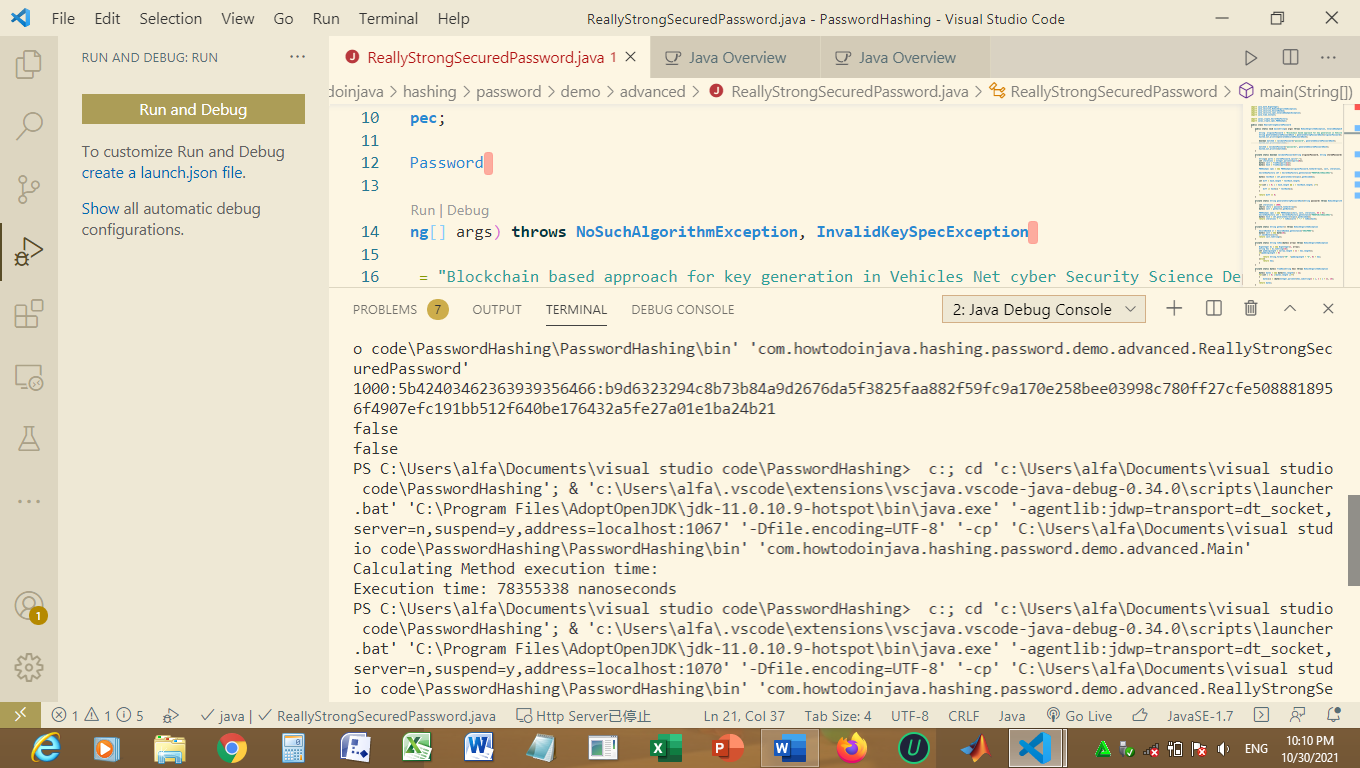 File Edit Selection View Go Run Terminal Help
ReallyStrongSecuredPassword.java - PasswordHashing - Visual Studio Code
RUN AND DEBUG: RUN
Run and Debug
To customize Run and Debug
create a launch.json file.
Show all automatic debug
configurations.
ReallyStrongSecuredPassword.java 1
Java Overview
Java Overview
doinjava > hashing > password > demo > advanced > ReallyStrongSecuredPassword.java > ReallyStrongSecuredPassword > main(String[])
10 pec;
11
12 Password
13
Run | Debug
14 ng[] args) throws NoSuchAlgorithmException, InvalidKeySpecException
15
16 = "Blockchain based approach for key generation in Vehicles Net cyber Security Science De
PROBLEMS 7 OUTPUT TERMINAL DEBUG CONSOLE
2: Java Debug Console
o code\PasswordHashing\PasswordHashing\bin' 'com.howtodoinjava.hashing.password.demo.advanced.ReallyStrongSec
uredPassword'
1000:5b42403462363939356466:b9d6323294c8b73b84a9d2676da5f3825faa882f59fc9a170e258bee03998c780ff27cfe508881895
6f4907efc191bb512f640be176432a5fe27a01e1ba24b21
false
false
PS C:\Users\alfa\Documents\visual studio code\PasswordHashing>  c:; cd 'c:\Users\alfa\Documents\visual studio
code\PasswordHashing'; & 'c:\Users\alfa\.vscode\extensions\vscjava.vscode-java-debug-0.34.0\scripts\launcher
.bat' 'C:\Program Files\AdoptOpenJDK\jdk-11.0.10.9-hotspot\bin\java.exe' '-agentlib:jdwp=transport=dt_socket,
server=n,suspend=y,address=localhost:1067' '-Dfile.encoding=UTF-8' '-cp' 'C:\Users\alfa\Documents\visual stud
io code\PasswordHashing\PasswordHashing\bin' 'com.howtodoinjava.hashing.password.demo.advanced.Main'
Calculating Method execution time:
Execution time: 78355338 nanoseconds
PS C:\Users\alfa\Documents\visual studio code\PasswordHashing>  c:; cd 'c:\Users\alfa\Documents\visual studio
code\PasswordHashing'; & 'c:\Users\alfa\.vscode\extensions\vscjava.vscode-java-debug-0.34.0\scripts\launcher
.bat' 'C:\Program Files\AdoptOpenJDK\jdk-11.0.10.9-hotspot\bin\java.exe' '-agentlib:jdwp=transport=dt_socket,
server=n,suspend=y,address=localhost:1070' '-Dfile.encoding=UTF-8' '-cp' 'C:\Users\alfa\Documents\visual stud
io code\PasswordHashing\PasswordHashing\bin' 'com.howtodoinjava.hashing.password.demo.advanced.ReallyStrongSe
1
1 1 5 java | ReallyStrongSecuredPassword.java Http Server已停止 Ln 21, Col 37 Tab Size: 4 UTF-8 CRLF Java Go Live JavaSE-1.7
ENG
10:10 PM
10/30/2021